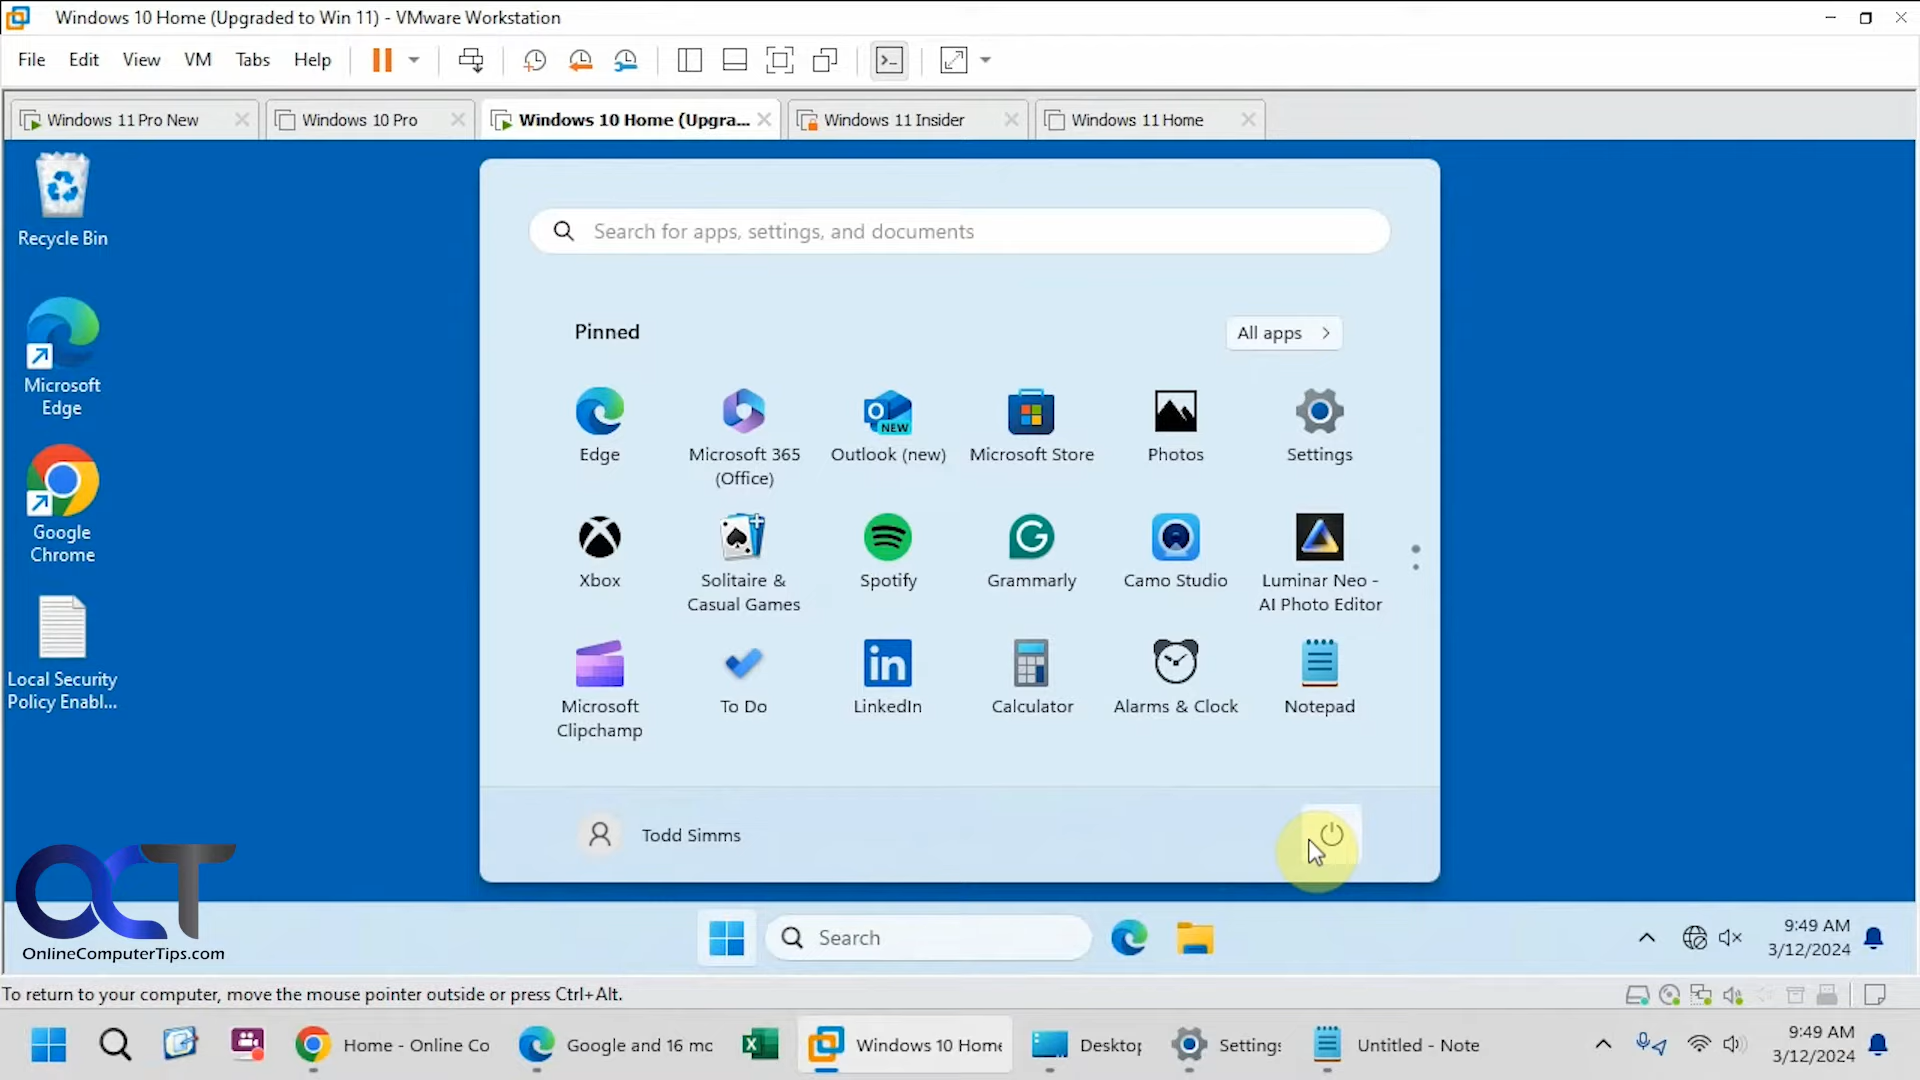 Windows 10 Home (Upgraded to Win 11) - VMware Workstation
File Edit View VM Tabs Help
Windows 11 Pro New
Windows 10 Pro
Windows 10 Home (Upgra...
Windows 11 Insider
Windows 11 Home
Recycle Bin
Microsoft
Edge
Google
Chrome
Local Security
Policy Enabl...
Search for apps, settings, and documents
Pinned
All apps
Edge
Microsoft 365
(Office)
Outlook (new)
NEW
Microsoft Store
Photos
Settings
Xbox
Solitaire &
Casual Games
Spotify
Grammarly
Camo Studio
Luminar Neo -
AI Photo Editor
Microsoft
Clipchamp
To Do
LinkedIn
Calculator
Alarms & Clock
Notepad
Todd Simms
OCT
OnlineComputerTips.com
Search
9:49 AM
3/12/2024
To return to your computer, move the mouse pointer outside or press Ctrl+Alt.
Home - Online Co
Google and 16 mo
Windows 10 Home
Desktop
Settings
Untitled - Note
9:49 AM
3/12/2024